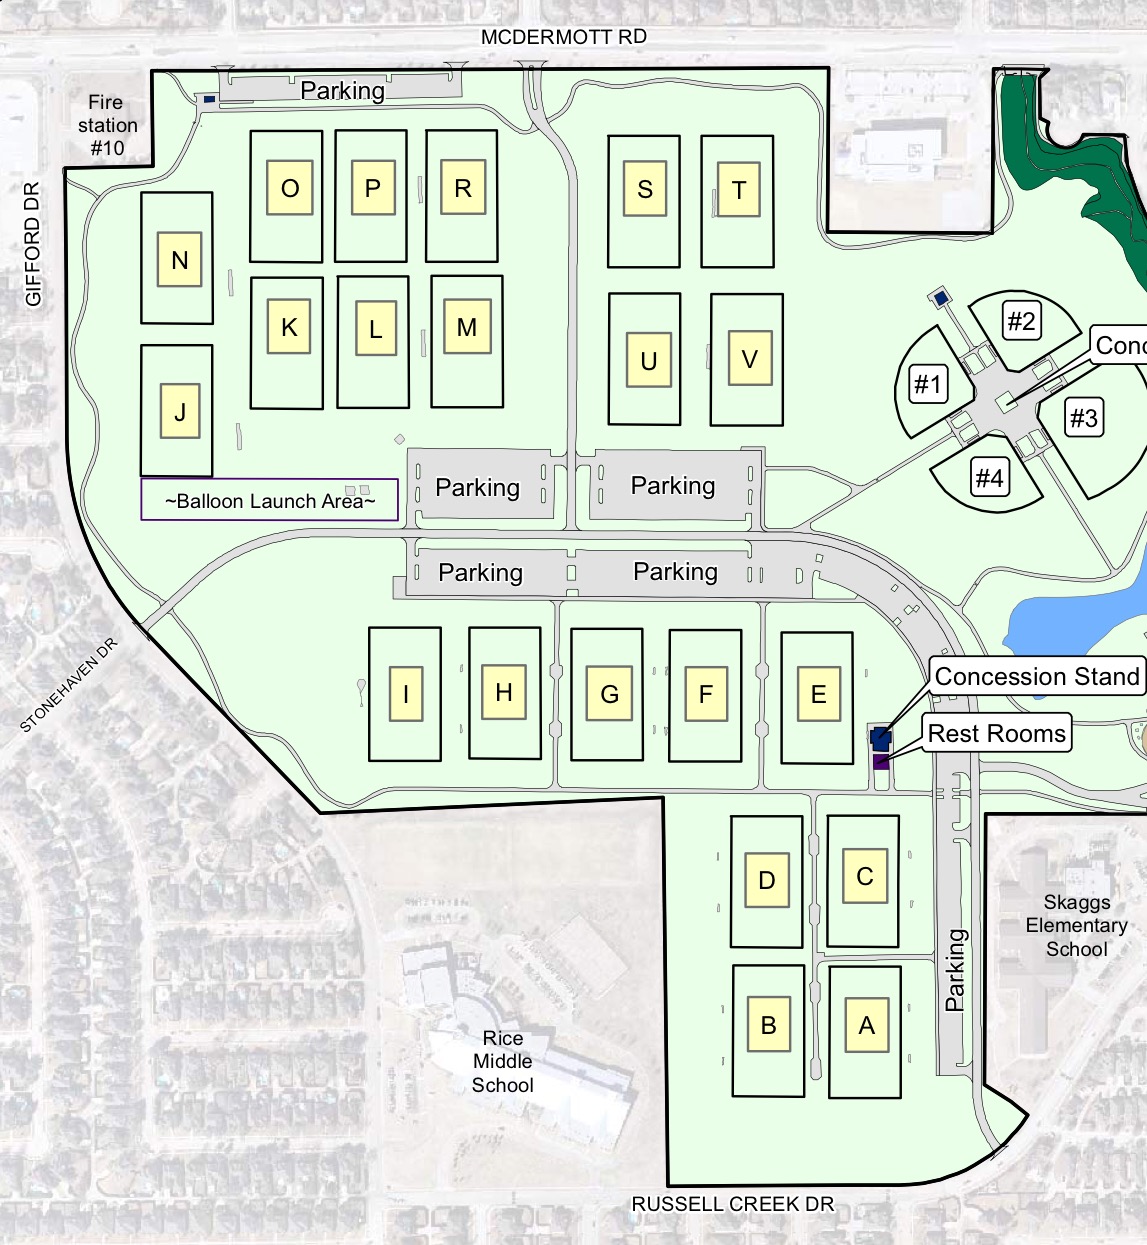 MCDERMOTT RD
Parking
Fire
station
#10
GIFFORD DR
O
P
R
S
T
N
K
L
M
U
V
J
#2
Conc
#1
#3
#4
~Balloon Launch Area~
Parking
Parking
Parking
Parking
STONEHAVEN DR
I
H
G
F
E
Concession Stand
Rest Rooms
D
C
Skaggs
Elementary
School
Parking
B
A
Rice
Middle
School
RUSSELL CREEK DR